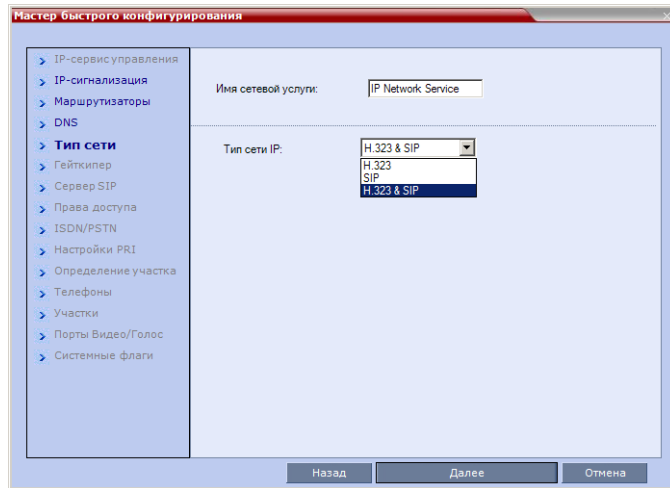 Мастер быстрого конфигурирования
IP-сервис управления
IP-сигнализация
Маршрутизаторы
DNS
Тип сети
Гейткипер
Сервер SIP
Права доступа
ISDN/PSTN
Настройки PRI
Определение участка
Телефоны
Участки
Порты Видео/Голос
Системные флаги
Имя сетевой услуги: IP Network Service
Тип сети IP: H.323 & SIP
H.323
SIP
H.323 & SIP
Назад Далее Отмена